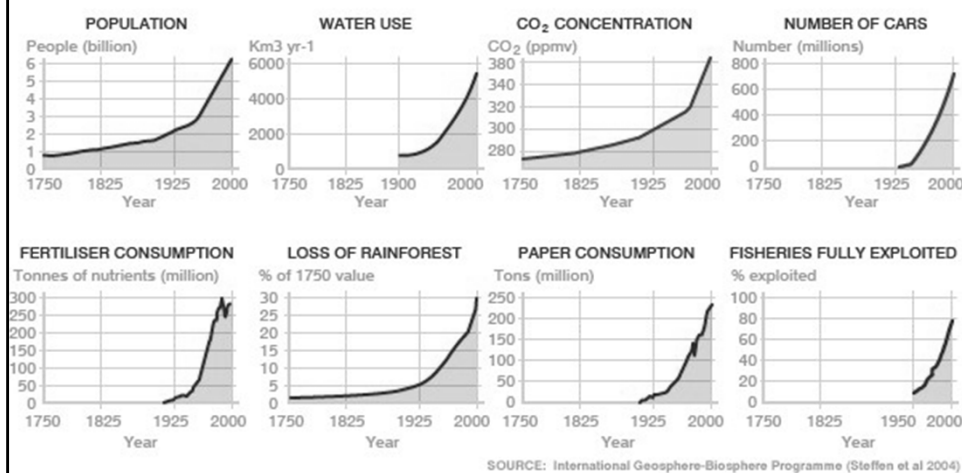 POPULATION
People (billion)
6
5
4
3
2
1
0
1750 1825 1925 2000
Year
WATER USE
Km3 yr-1
6000
4000
2000
0
1750 1825 1900 2000
Year
CO2 CONCENTRATION
CO2 (ppmv)
380
340
320
300
280
1750 1825 1925 2000
Year
NUMBER OF CARS
Number (millions)
800
600
400
200
0
1750 1825 1925 2000
Year
FERTILISER CONSUMPTION
Tonnes of nutrients (million)
300
250
200
150
100
50
0
1750 1825 1925 2000
Year
LOSS OF RAINFOREST
% of 1750 value
30
25
20
15
10
5
0
1750 1825 1925 2000
Year
PAPER CONSUMPTION
Tons (million)
250
200
150
100
50
0
1750 1825 1925 2000
Year
FISHERIES FULLY EXPLOITED
% exploited
100
80
60
40
20
0
1750 1825 1950 2000
Year
SOURCE: International Geosphere-Biosphere Programme (Steffen et al 2004)